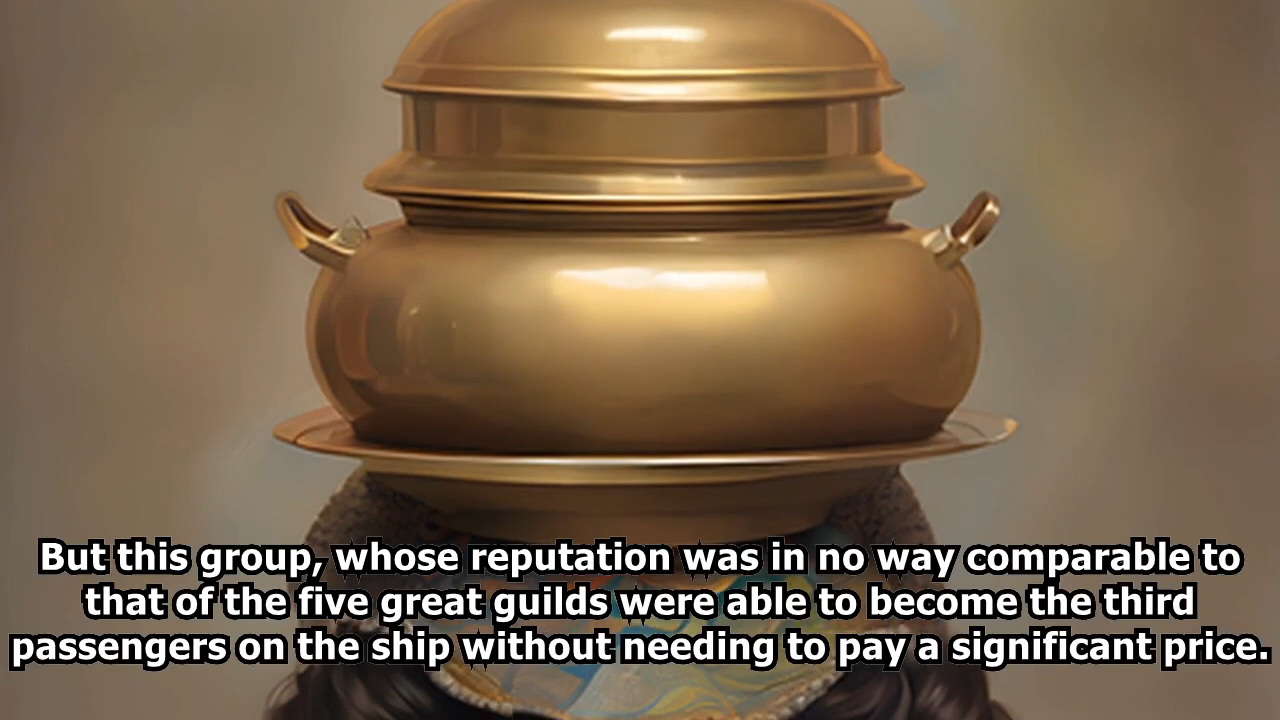 But this group, whose reputation was in no way comparable to
that of the five great guilds were able to become the third
passengers on the ship without needing to pay a significant price.